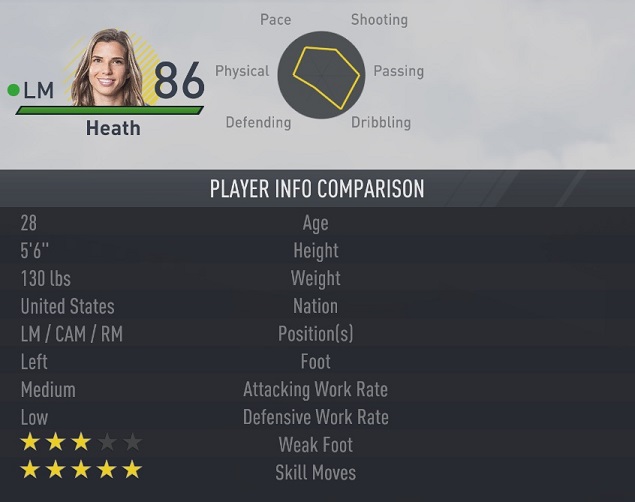 Pace Shooting
LM 86 Physical Passing
Heath Defending Dribbling
PLAYER INFO COMPARISON
28 Age
5'6" Height
130 lbs Weight
United States Nation
LM / CAM / RM Position(s)
Left Foot
Medium Attacking Work Rate
Low Defensive Work Rate
Weak Foot
Skill Moves